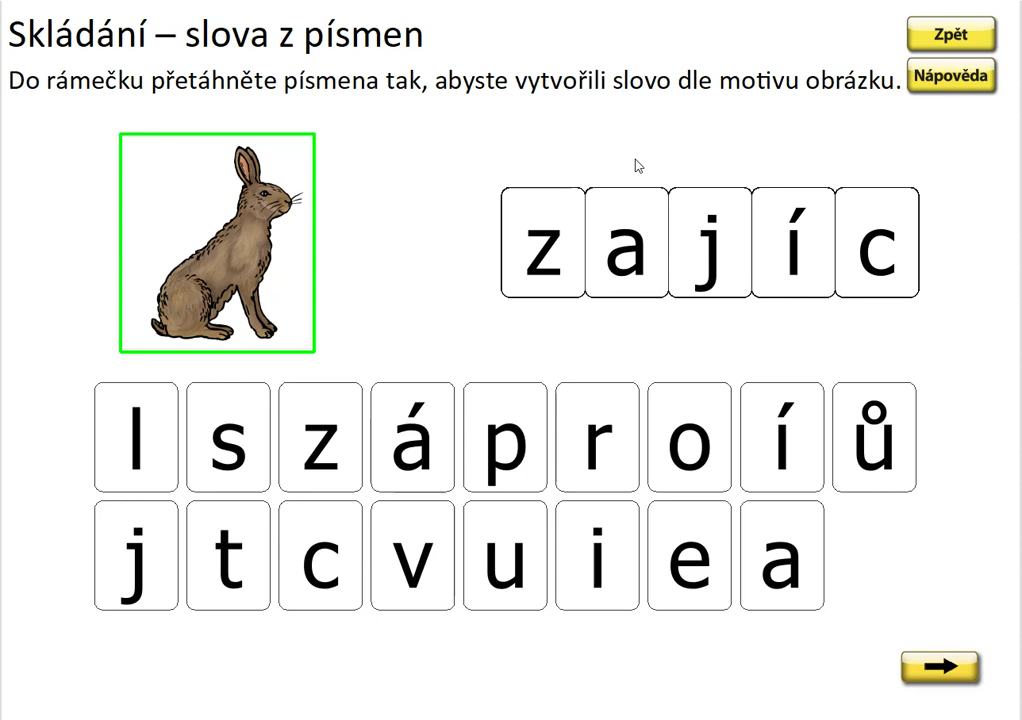 Skládání – slova z písmen
Zpět
Do rámečku přetáhněte písmena tak, abyste vytvořili slovo dle motivu obrázku.
Nápověda
z a j í c
l s z á p r o í ů
j t c v u i e a